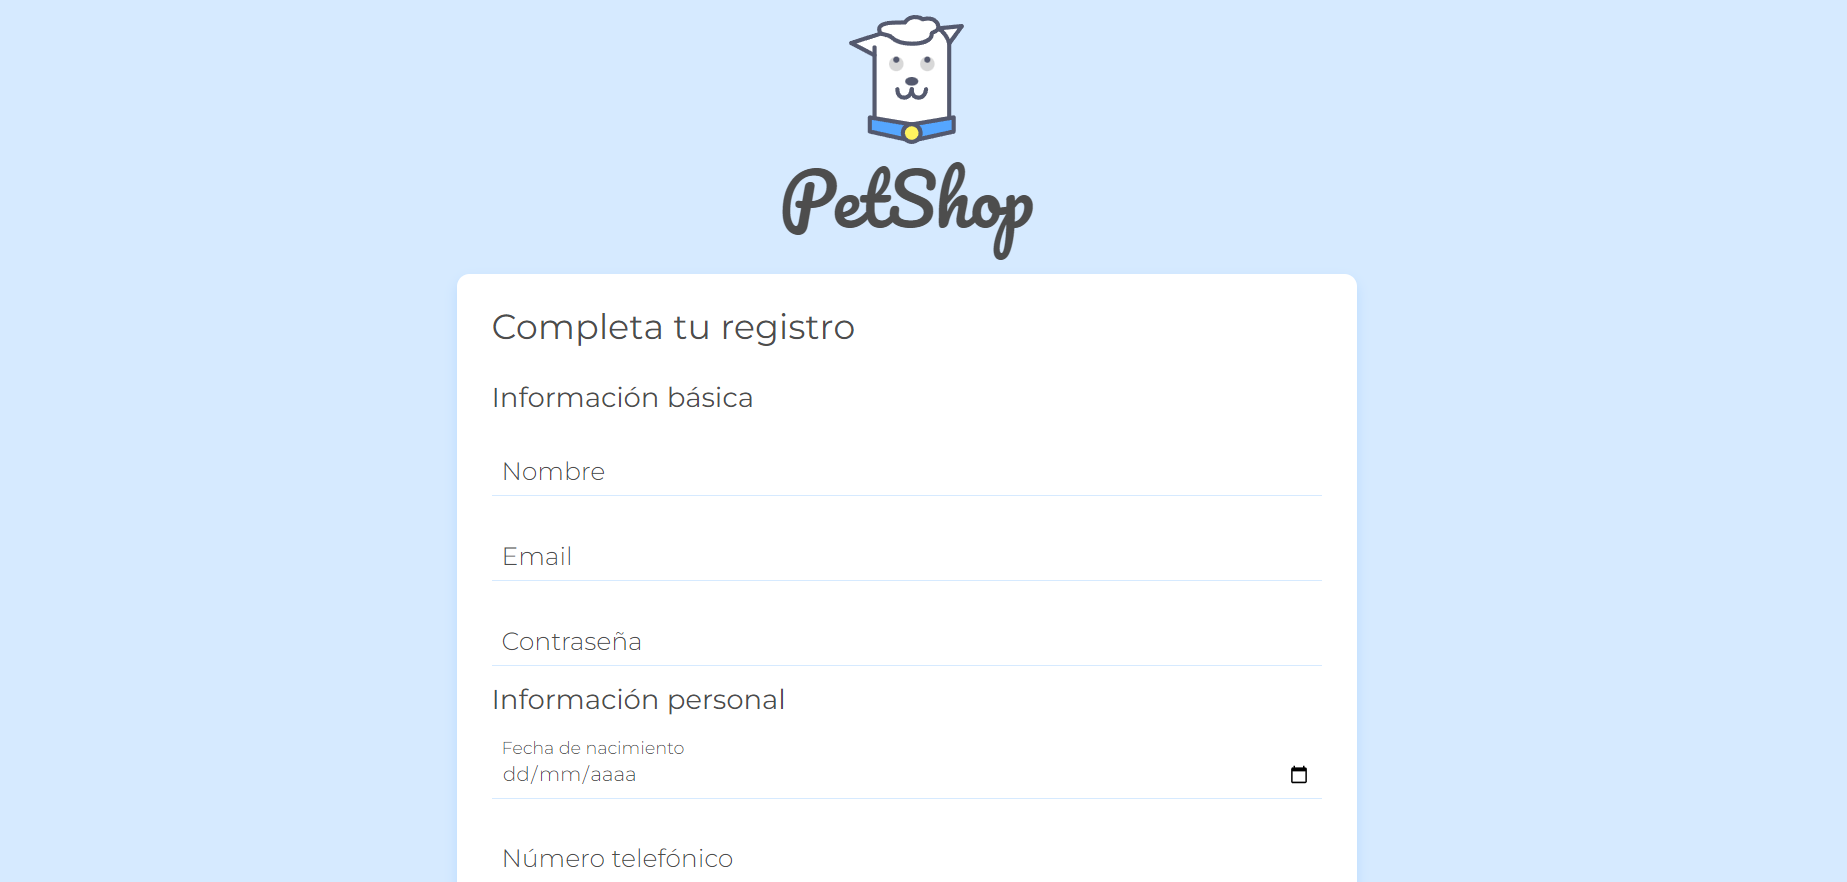 PetShop
Completa tu registro
Información básica
Nombre
Email
Contraseña
Información personal
Fecha de nacimiento
dd/mm/aaaa
Número telefónico